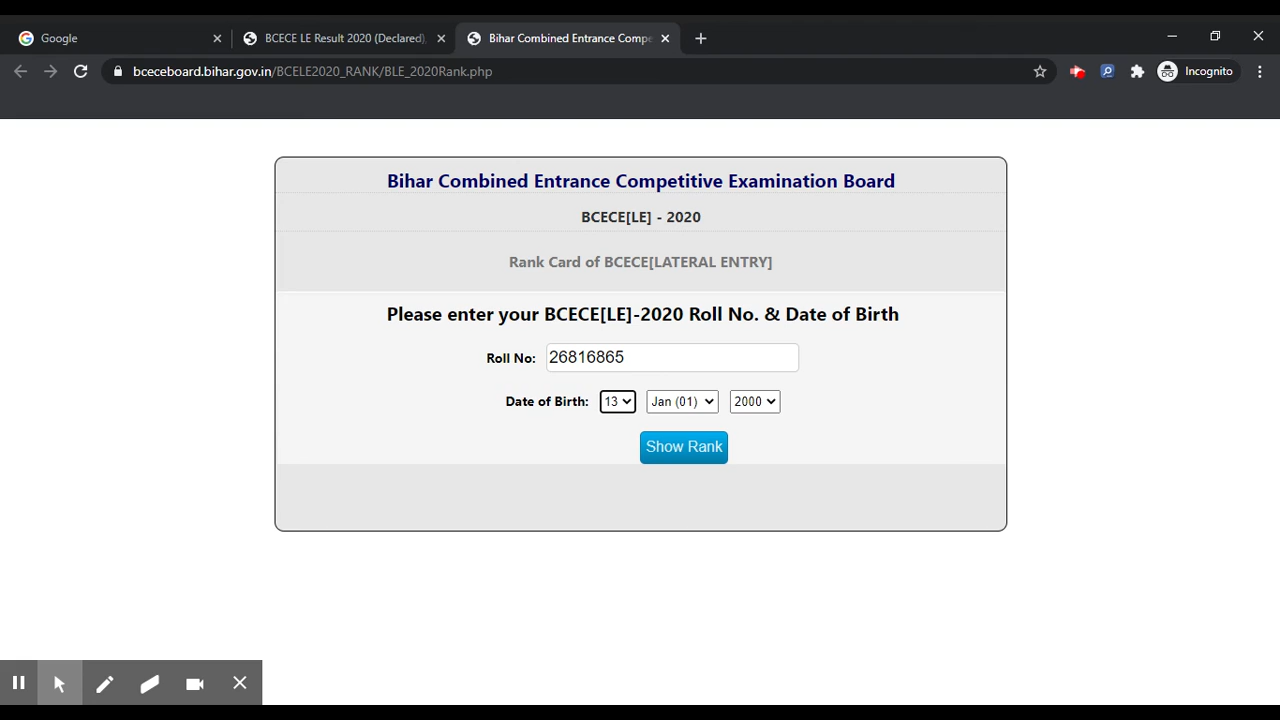 Google
BCECE LE Result 2020 (Declared)
Bihar Combined Entrance Compe
bceceboard.bihar.gov.in/BCELE2020_RANK/BLE_2020Rank.php
Incognito
Bihar Combined Entrance Competitive Examination Board
BCECE[LE] - 2020
Rank Card of BCECE[LATERAL ENTRY]
Please enter your BCECE[LE]-2020 Roll No. & Date of Birth
Roll No: 26816865
Date of Birth: 13 Jan (01) 2000
Show Rank